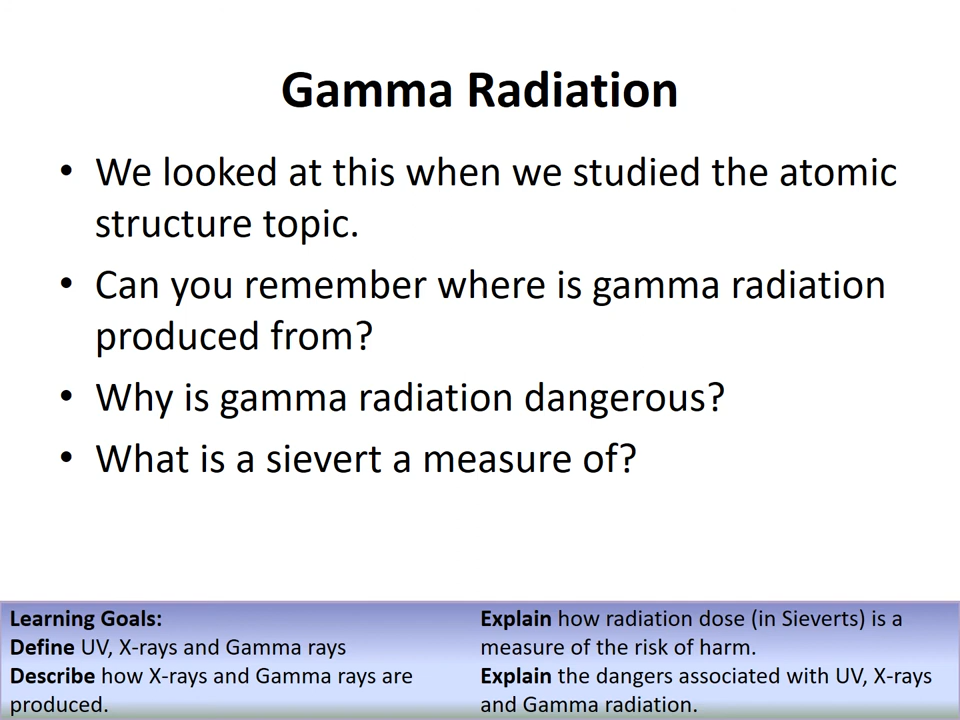 Gamma Radiation
• We looked at this when we studied the atomic
structure topic.
• Can you remember where is gamma radiation
produced from?
• Why is gamma radiation dangerous?
• What is a sievert a measure of?
Learning Goals:
Define UV, X-rays and Gamma rays
Describe how X-rays and Gamma rays are
produced.
Explain how radiation dose (in Sieverts) is a
measure of the risk of harm.
Explain the dangers associated with UV, X-rays
and Gamma radiation.